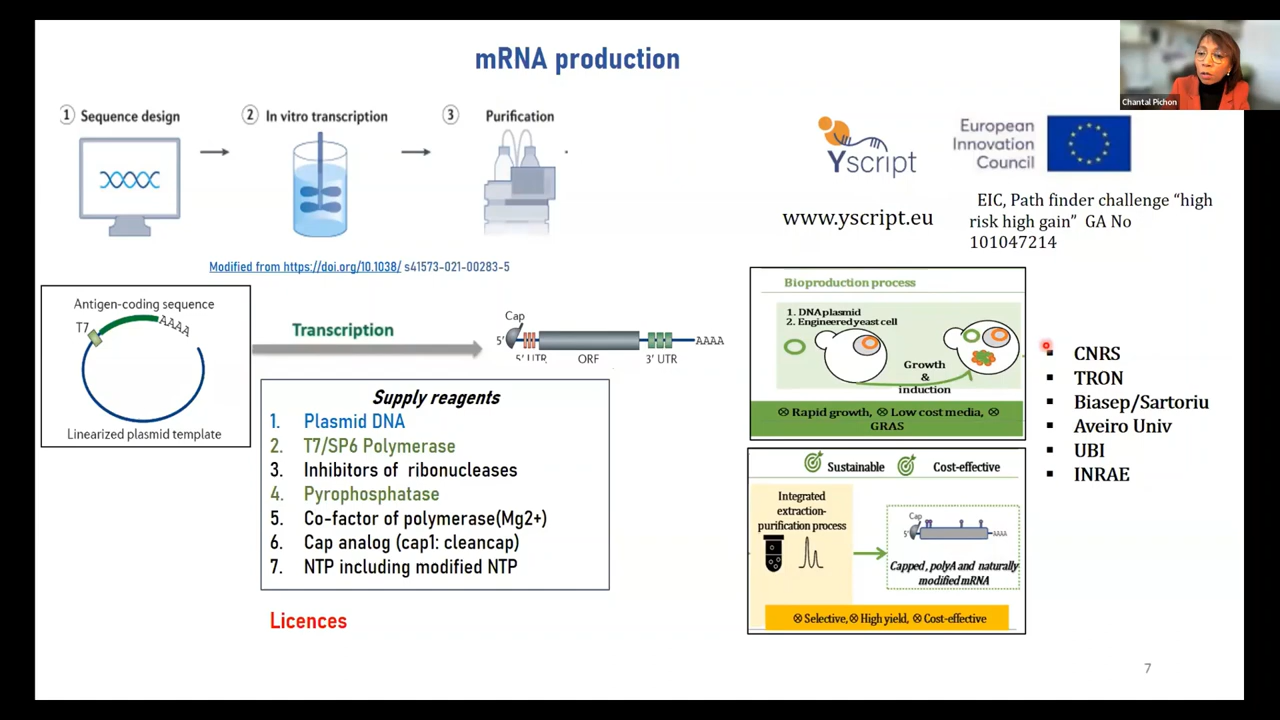 mRNA production
Chantal Pichon
1 Sequence design
2 In vitro transcription
3 Purification
Modified from https://doi.org/10.1038/ s41573-021-00283-5
Yscript
www.yscript.eu
European
Innovation
Council
EIC, Path finder challenge “high
risk high gain” GA No
101047214
Antigen-coding sequence
T7
AAAA
Linearized plasmid template
Transcription
Cap
5'
AAAA
5' UTR
ORF
3' UTR
Supply reagents
1. Plasmid DNA
2. T7/SP6 Polymerase
3. Inhibitors of ribonucleases
4. Pyrophosphatase
5. Co-factor of polymerase(Mg2+)
6. Cap analog (cap1: cleancap)
7. NTP including modified NTP
Licences
Bioproduction process
1. DNA plasmid
2. Engineered yeast cell
Growth
&
induction
⊗ Rapid growth, ⊗ Low cost media, ⊗
GRAS
Sustainable
Cost-effective
Integrated
extraction-
purification process
Cap
5'
AAAA
Capped, polyA and naturally
modified mRNA
⊗ Selective, ⊗ High yield, ⊗ Cost-effective
▪ CNRS
▪ TRON
▪ Biasep/Sartoriu
▪ Aveiro Univ
▪ UBI
▪ INRAE
7